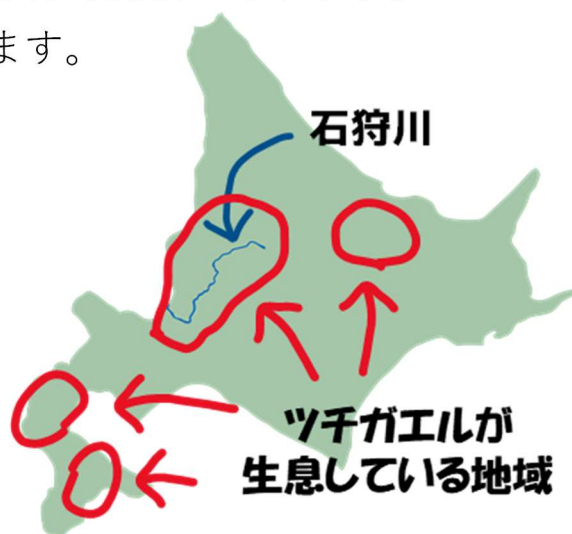 ます。
石狩川
ツチガエルが
生息している地域